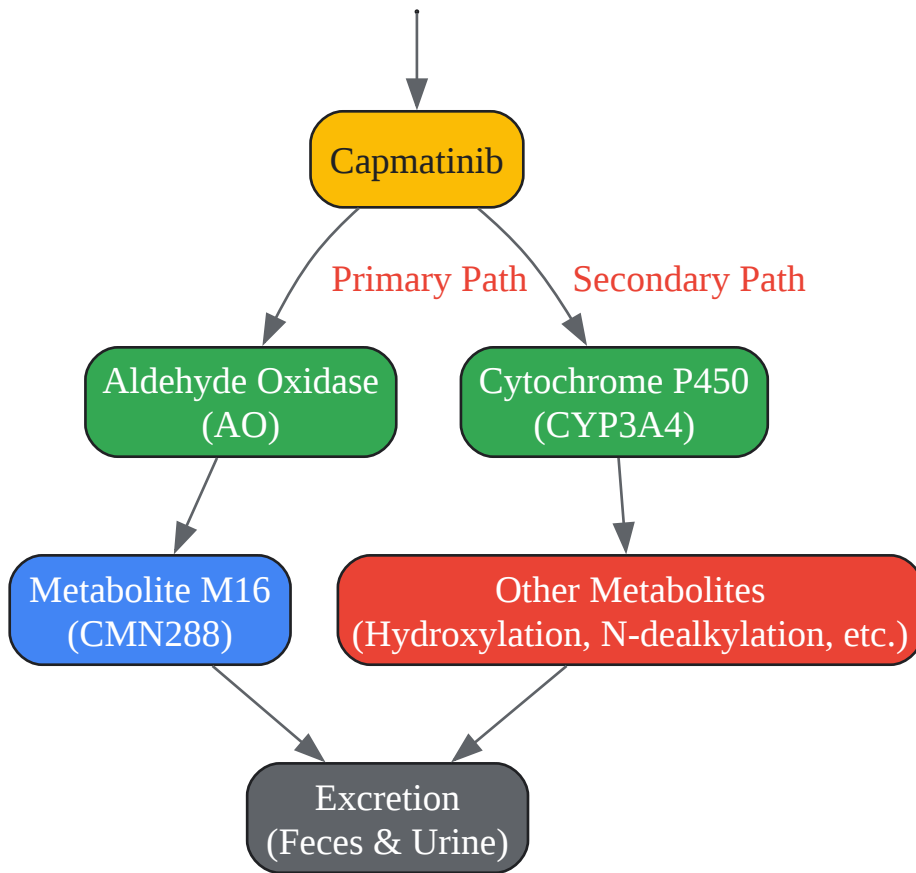 Capmatinib
Primary Path
Secondary Path
Aldehyde Oxidase
(AO)
Cytochrome P450
(CYP3A4)
Metabolite M16
(CMN288)
Other Metabolites
(Hydroxylation, N-dealkylation, etc.)
Excretion
(Feces & Urine)